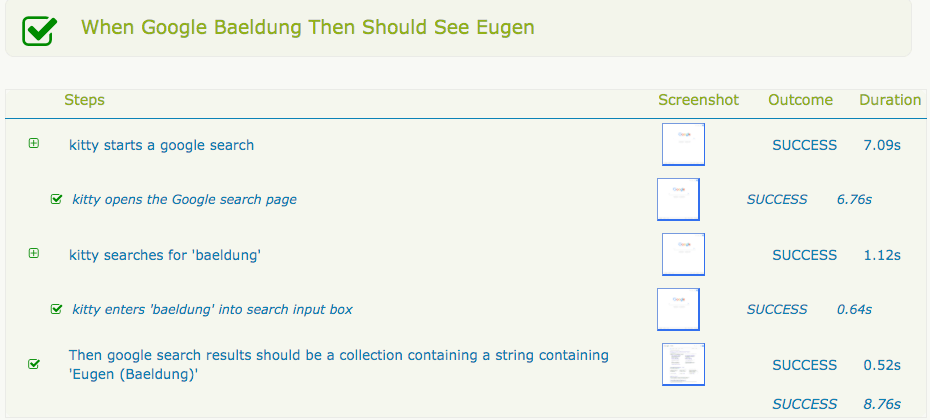 When Google Baeldung Then Should See Eugen
Steps Screenshot Outcome Duration
kitty starts a google search SUCCESS 7.09s
kitty opens the Google search page SUCCESS 6.76s
kitty searches for 'baeldung' SUCCESS 1.12s
kitty enters 'baeldung' into search input box SUCCESS 0.64s
Then google search results should be a collection containing a string containing
'Eugen (Baeldung)' SUCCESS 0.52s
SUCCESS 8.76s